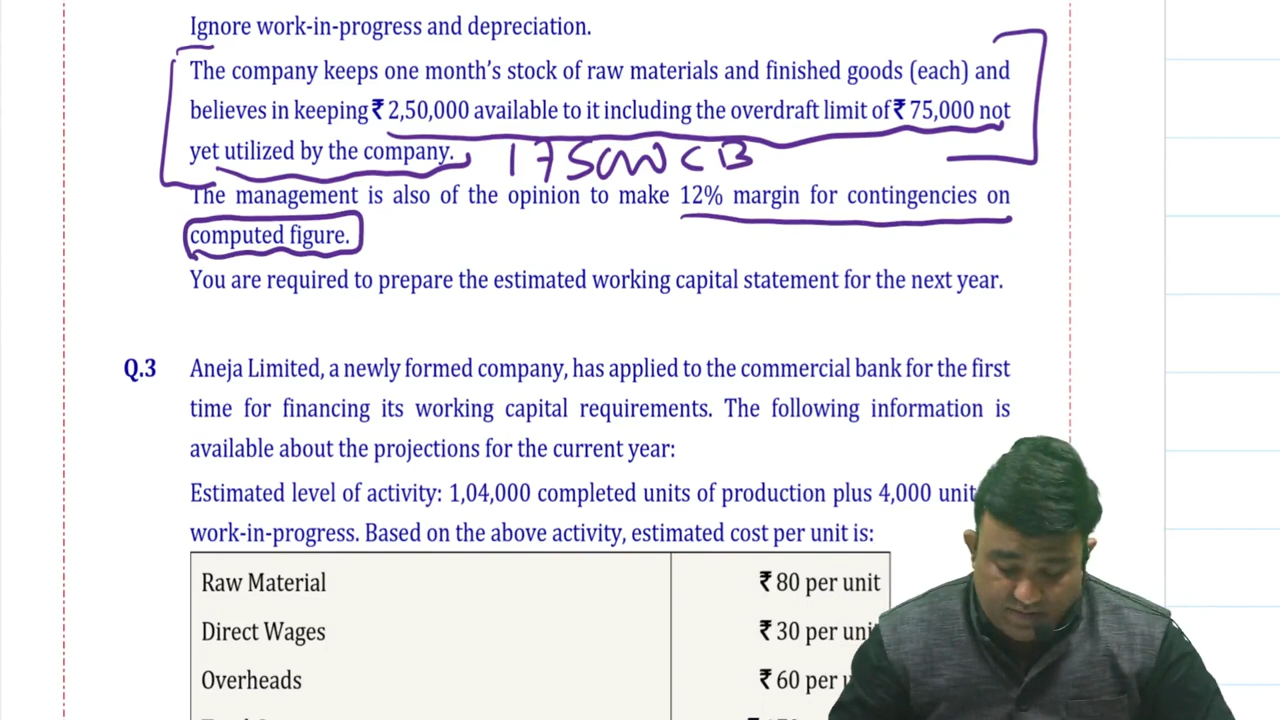 Ignore work-in-progress and depreciation.
The company keeps one month's stock of raw materials and finished goods (each) and
believes in keeping ₹ 2,50,000 available to it including the overdraft limit of ₹ 75,000 not
yet utilized by the company. 175000 CB
The management is also of the opinion to make 12% margin for contingencies on
computed figure.
You are required to prepare the estimated working capital statement for the next year.
Q.3 Aneja Limited, a newly formed company, has applied to the commercial bank for the first
time for financing its working capital requirements. The following information is
available about the projections for the current year:
Estimated level of activity: 1,04,000 completed units of production plus 4,000 unit
work-in-progress. Based on the above activity, estimated cost per unit is:
Raw Material ₹ 80 per unit
Direct Wages ₹ 30 per uni
Overheads ₹ 60 per